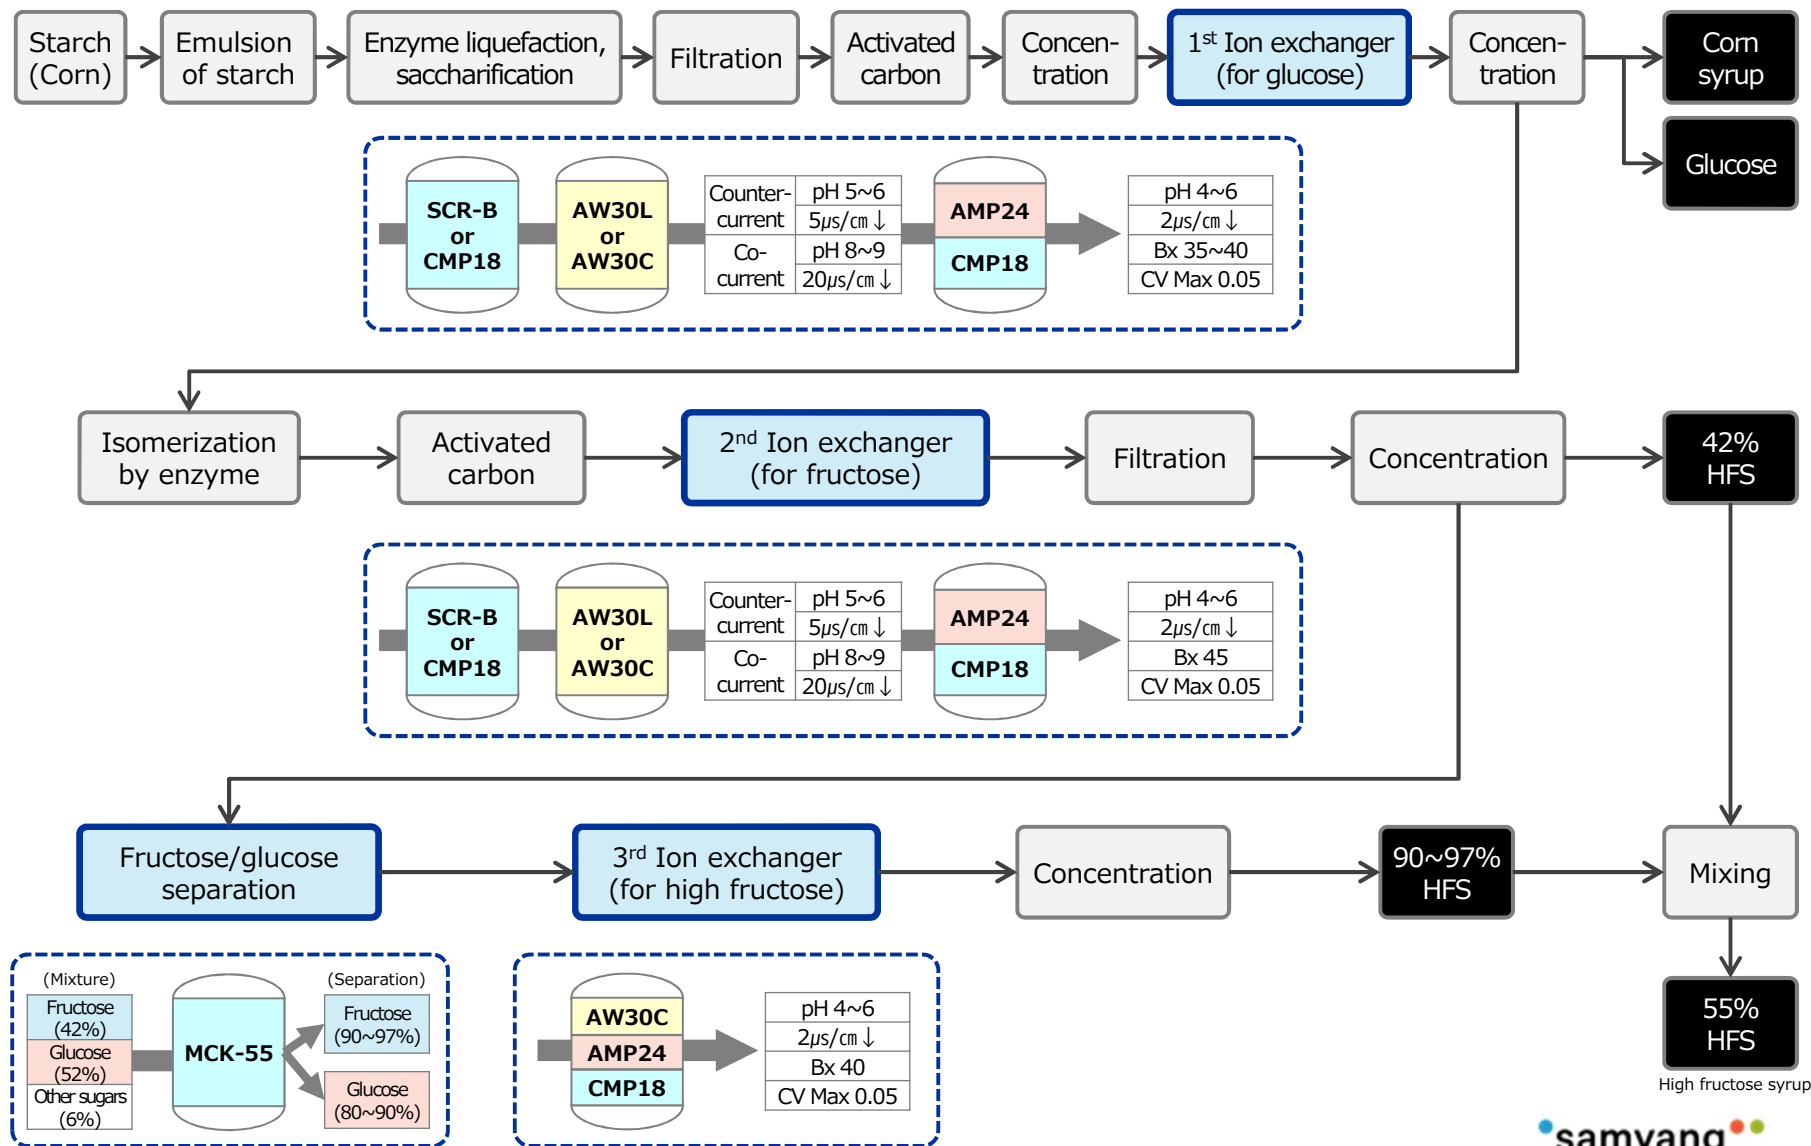 Starch
(Corn)
Emulsion
of starch
Enzyme liquefaction,
saccharification
Filtration
Activated
carbon
Concen-
tration
1st Ion exchanger
(for glucose)
Concen-
tration
Corn
syrup
Glucose
SCR-B
or
CMP18
AW30L
or
AW30C
Counter-
current
pH 5~6
5㎲/㎝↓
Co-
current
pH 8~9
20㎲/㎝↓
AMP24
CMP18
pH 4~6
2㎲/㎝↓
Bx 35~40
CV Max 0.05
Isomerization
by enzyme
Activated
carbon
2nd Ion exchanger
(for fructose)
Filtration
Concentration
42%
HFS
SCR-B
or
CMP18
AW30L
or
AW30C
Counter-
current
pH 5~6
5㎲/㎝↓
Co-
current
pH 8~9
20㎲/㎝↓
AMP24
CMP18
pH 4~6
2㎲/㎝↓
Bx 45
CV Max 0.05
Fructose/glucose
separation
3rd Ion exchanger
(for high fructose)
Concentration
90~97%
HFS
Mixing
(Mixture)
Fructose
(42%)
Glucose
(52%)
Other sugars
(6%)
MCK-55
(Separation)
Fructose
(90~97%)
Glucose
(80~90%)
AW30C
AMP24
CMP18
pH 4~6
2㎲/㎝↓
Bx 40
CV Max 0.05
55%
HFS
High fructose syrup
samyang